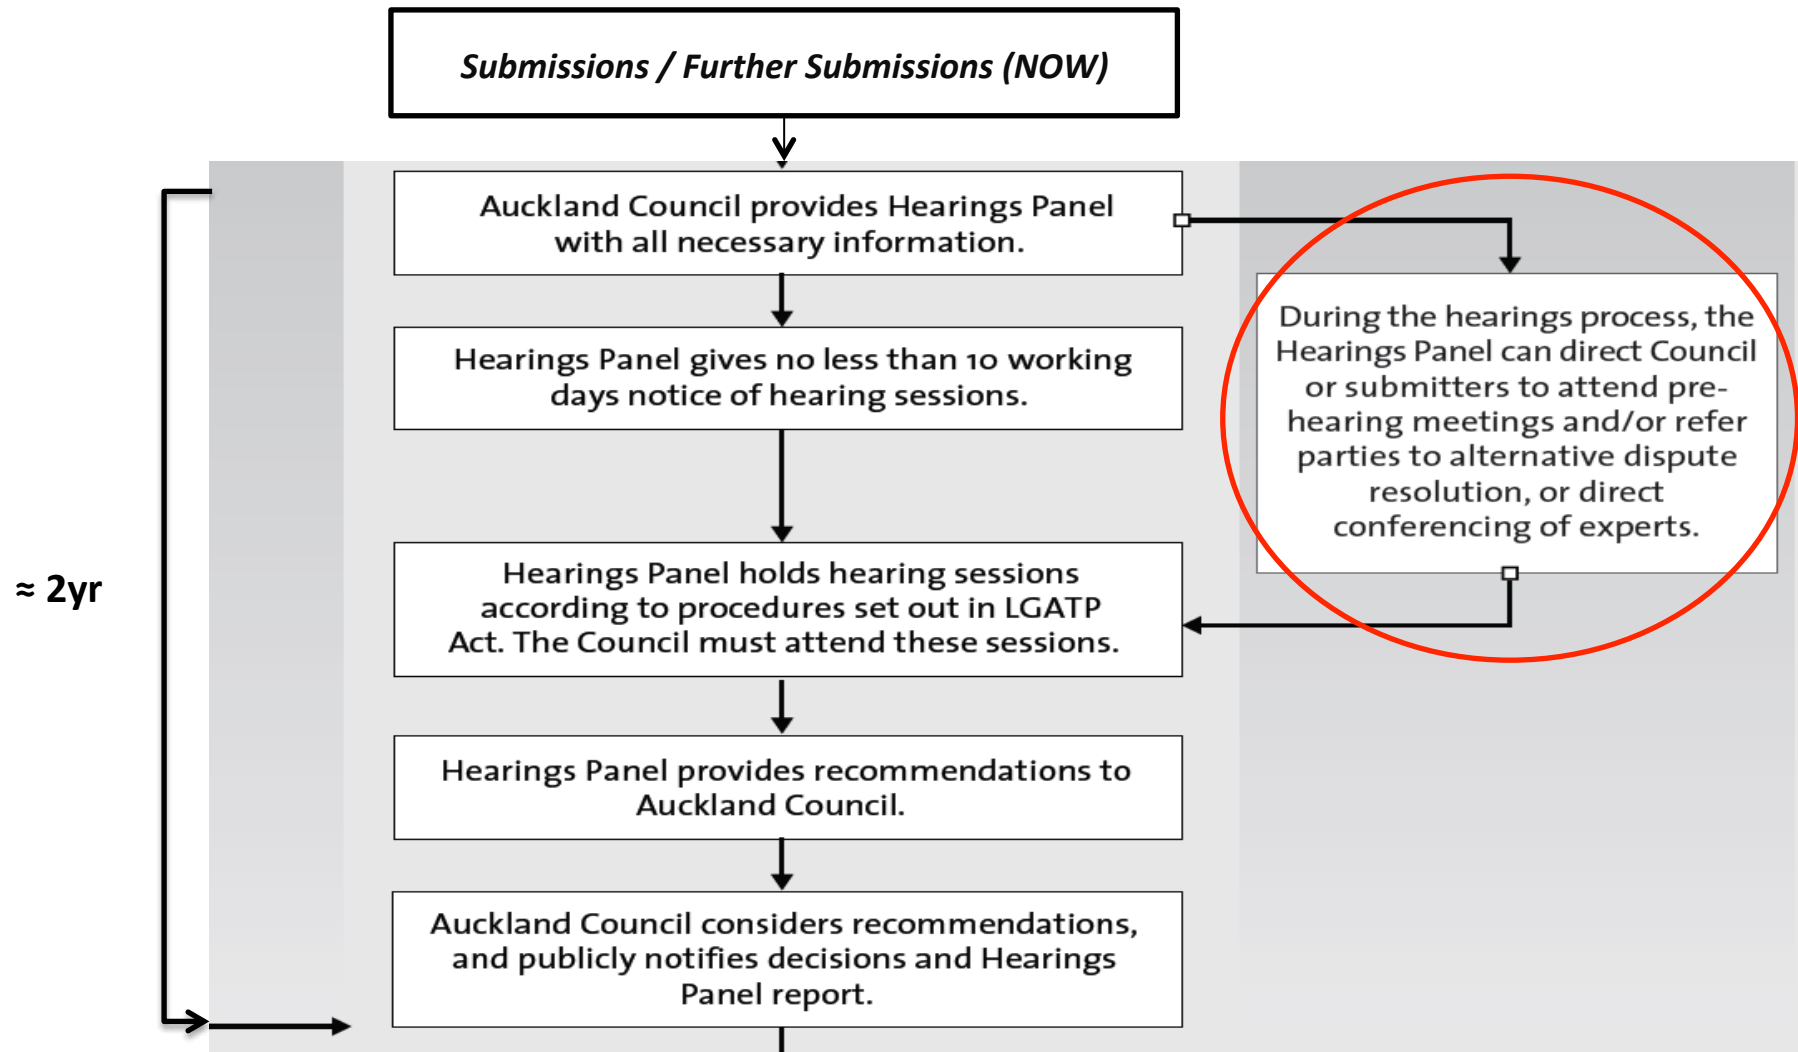 Submissions / Further Submissions (NOW)
Auckland Council provides Hearings Panel
with all necessary information.
Hearings Panel gives no less than 10 working
days notice of hearing sessions.
During the hearings process, the
Hearings Panel can direct Council
or submitters to attend pre-
hearing meetings and/or refer
parties to alternative dispute
resolution, or direct
conferencing of experts.
Hearings Panel holds hearing sessions
according to procedures set out in LGATP
Act. The Council must attend these sessions.
≈ 2yr
Hearings Panel provides recommendations to
Auckland Council.
Auckland Council considers recommendations,
and publicly notifies decisions and Hearings
Panel report.